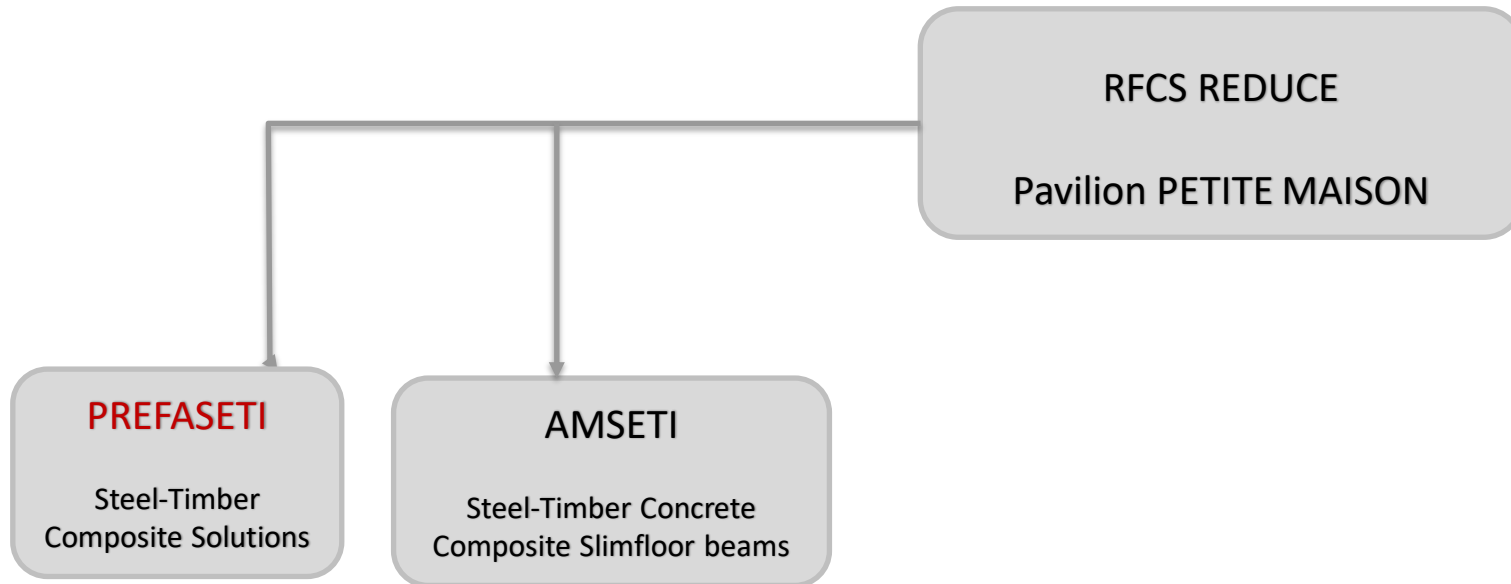 RFCS REDUCE
Pavilion PETITE MAISON
PREFASETI
Steel-Timber
Composite Solutions
AMSETI
Steel-Timber Concrete
Composite Slimfloor beams